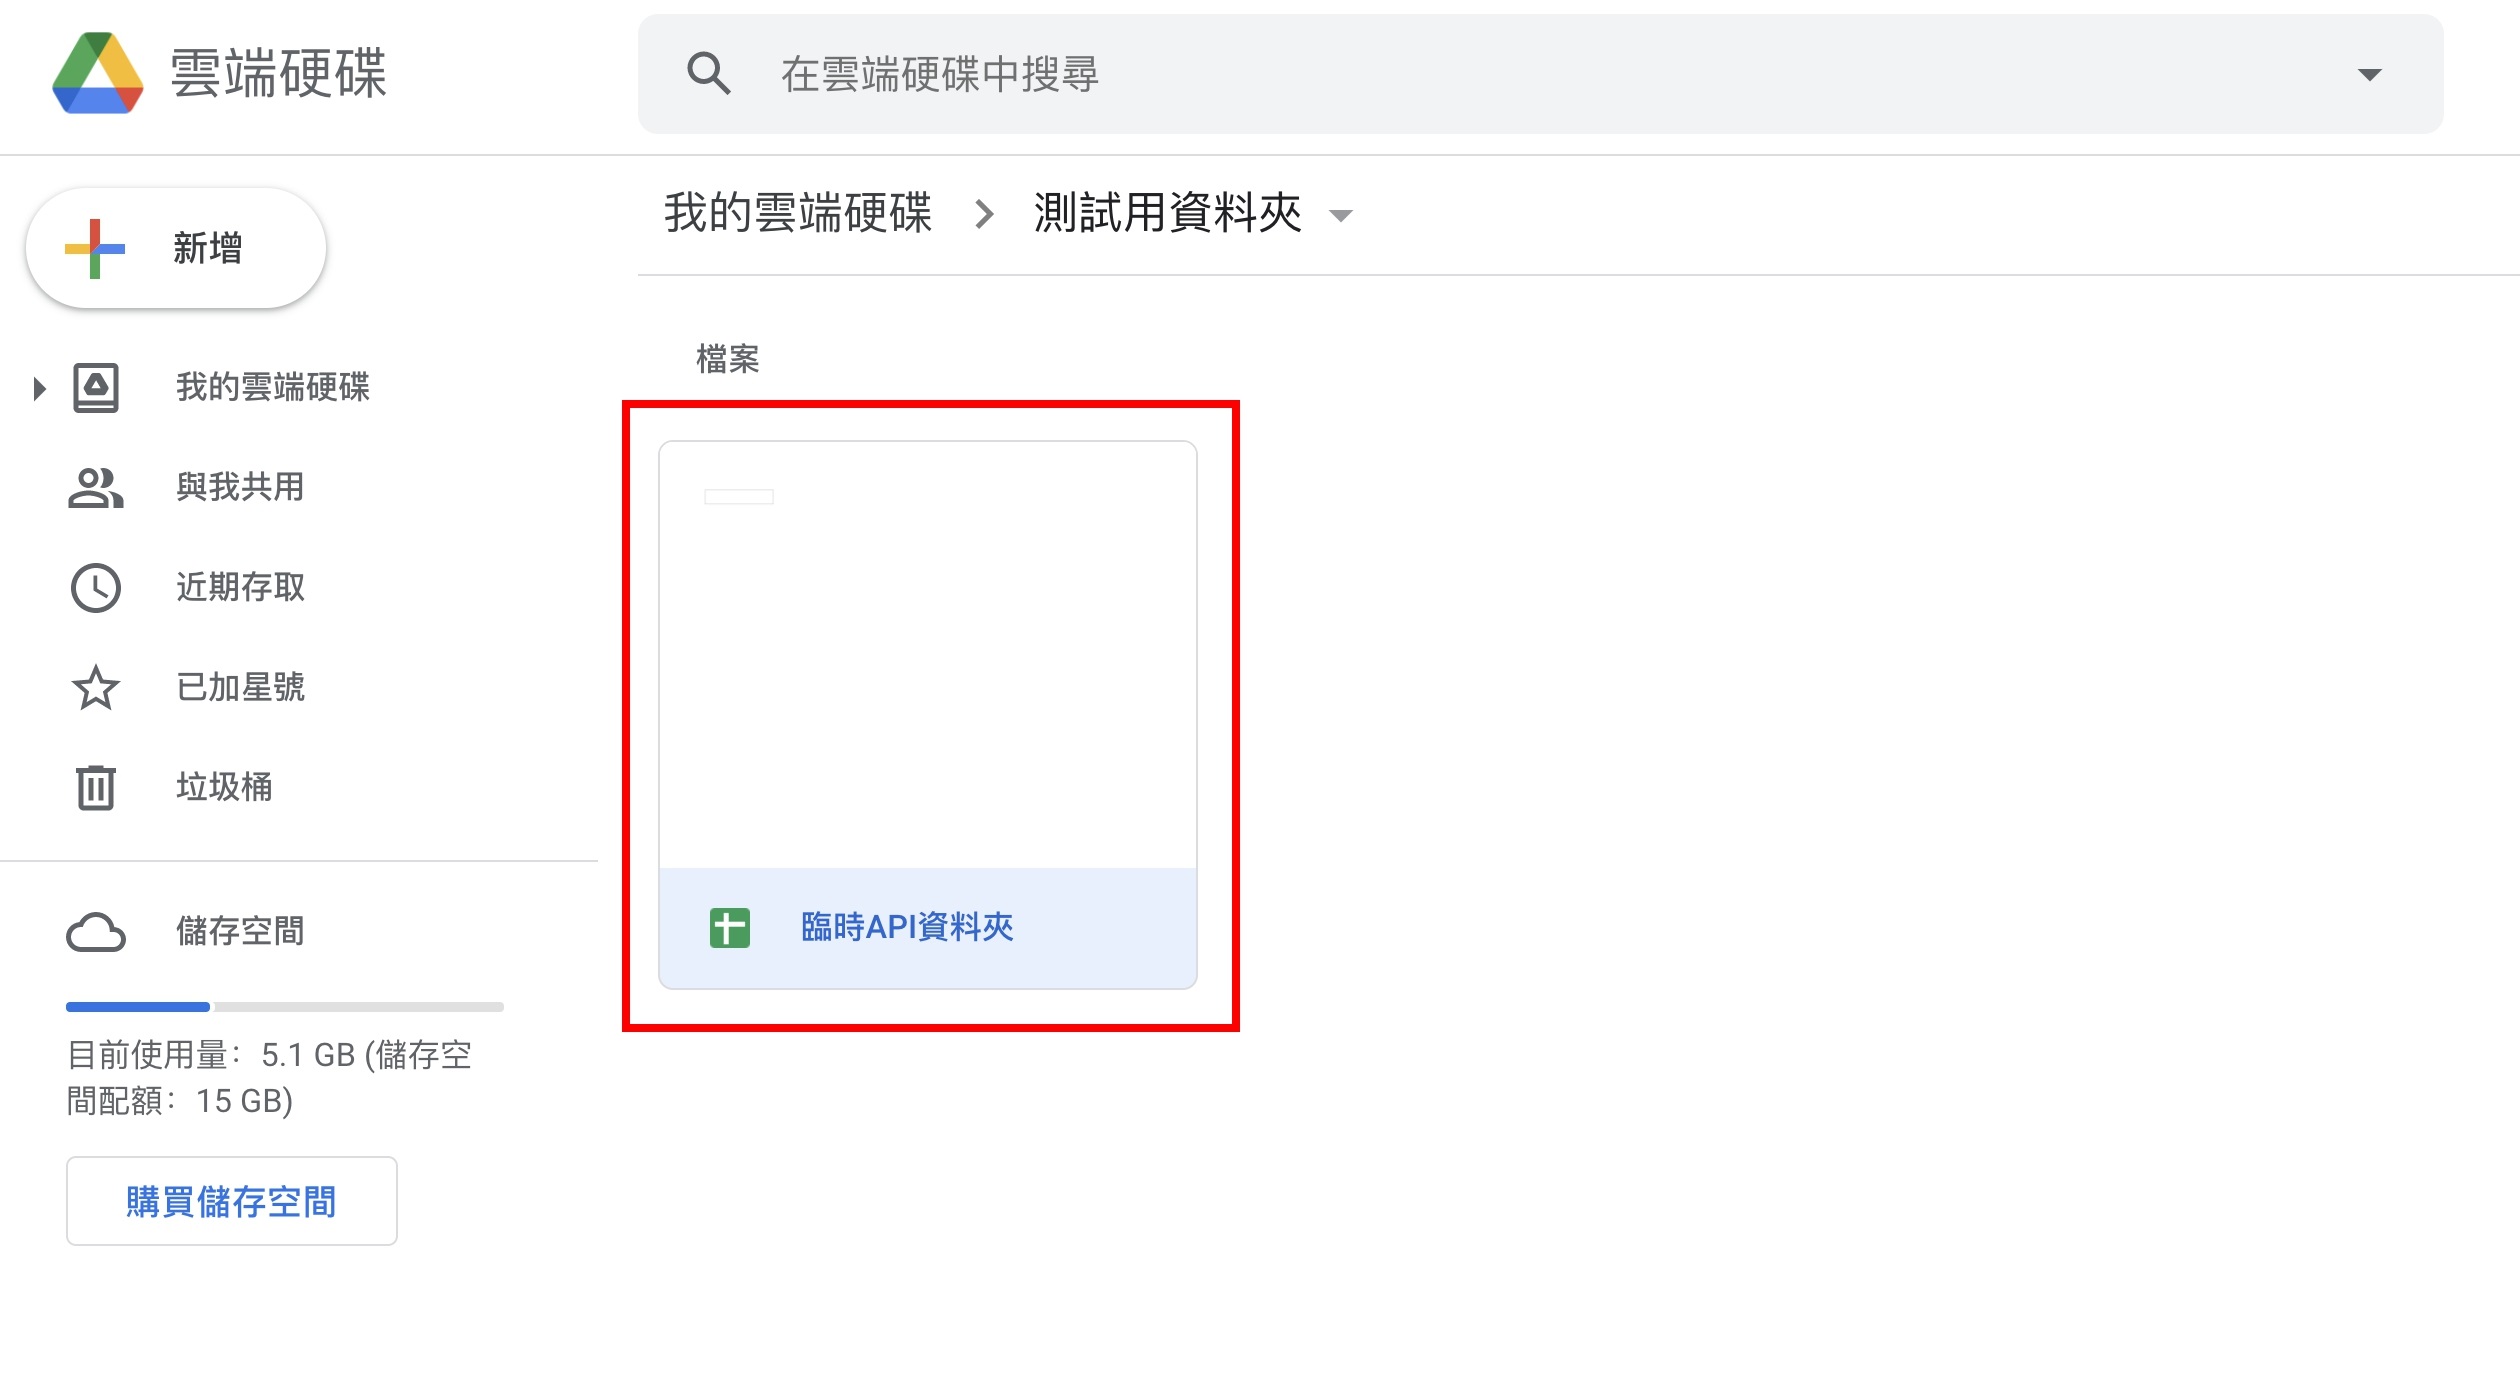 雲端硬碟
在雲端硬碟中搜尋
新增
我的雲端硬碟 測試用資料夾
我的雲端硬碟
與我共用
近期存取
已加星號
垃圾桶
儲存空間
目前使用量：5.1 GB (儲存空
間配額：15 GB)
購買儲存空間
檔案
臨時API資料夾